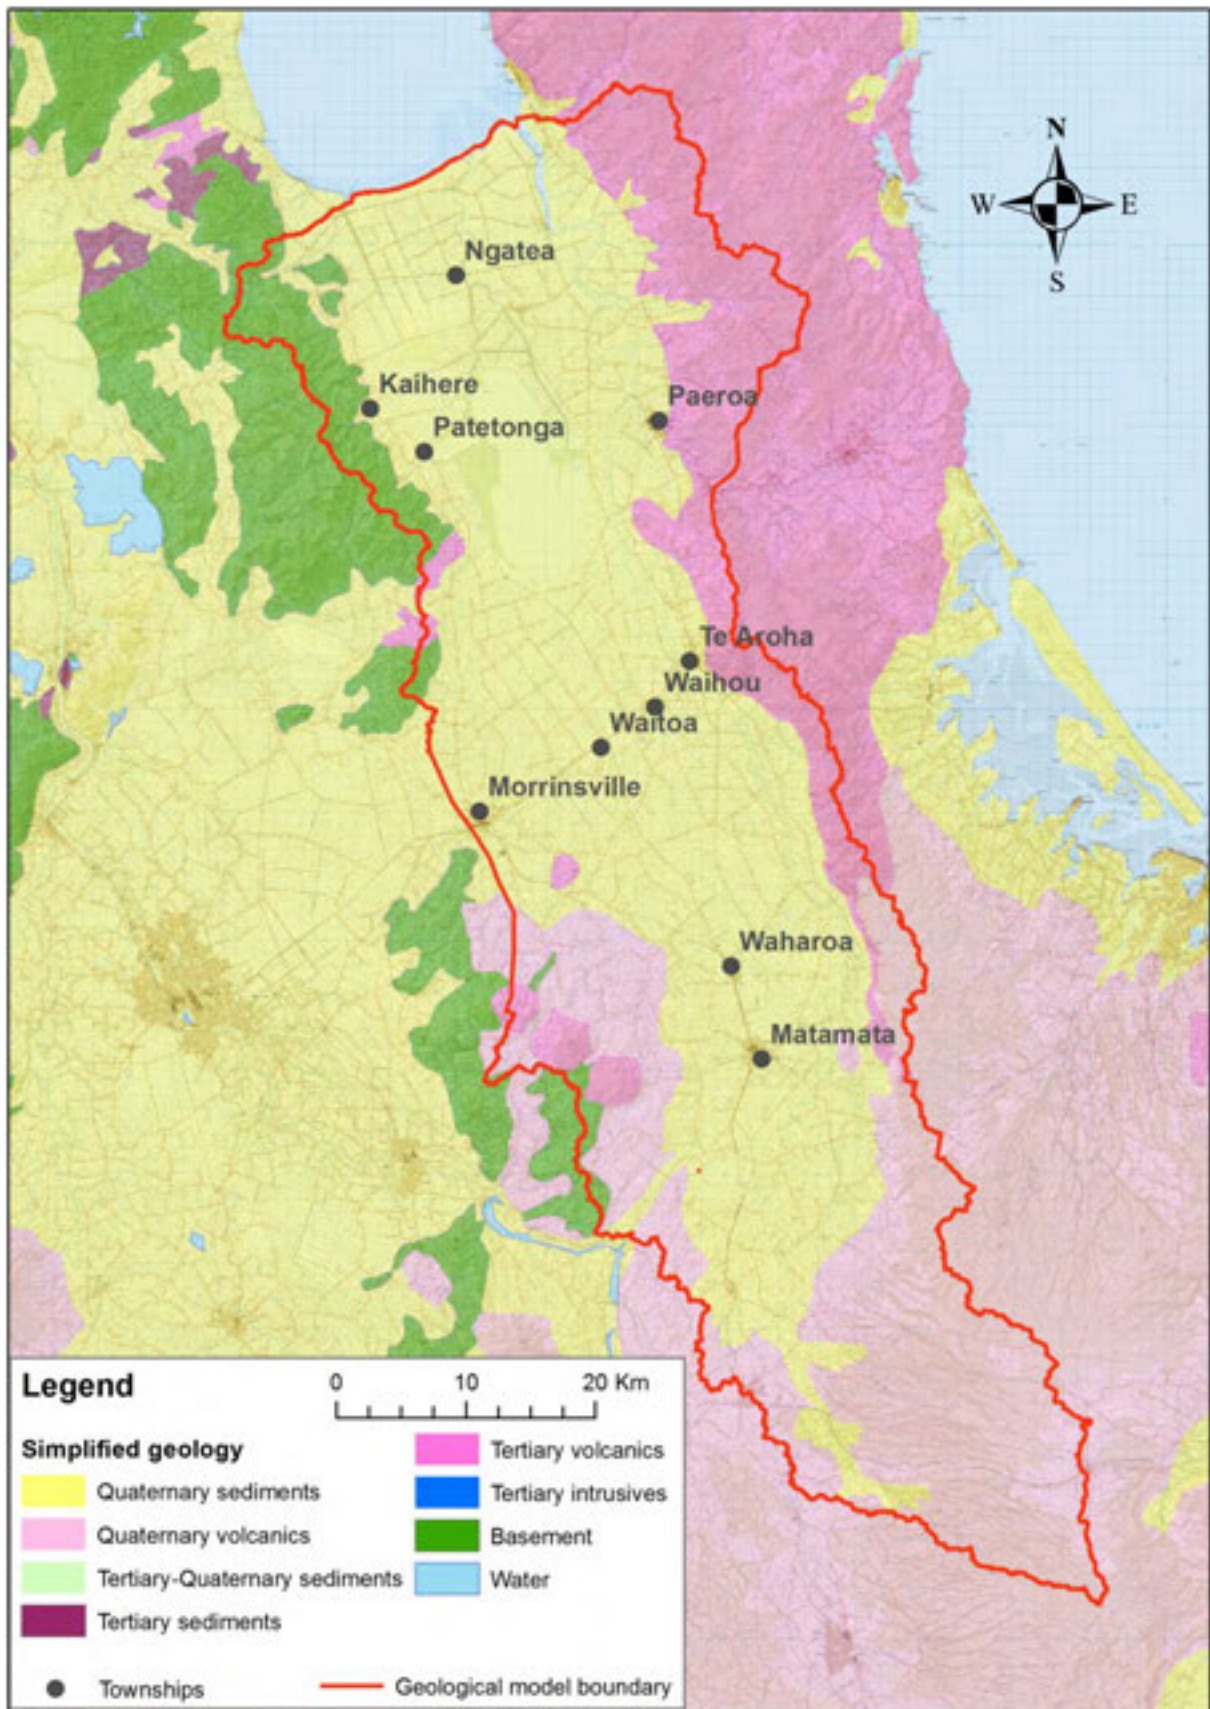 N
W E
S
Ngatea
Kaihere
Paeroa
Patetonga
Te Aroha
Waihou
Waitoa
Morrinsville
Waharoa
Matamata
Legend
0 10 20 Km
Simplified geology
Quaternary sediments
Quaternary volcanics
Tertiary-Quaternary sediments
Tertiary sediments
Tertiary volcanics
Tertiary intrusives
Basement
Water
Townships
Geological model boundary